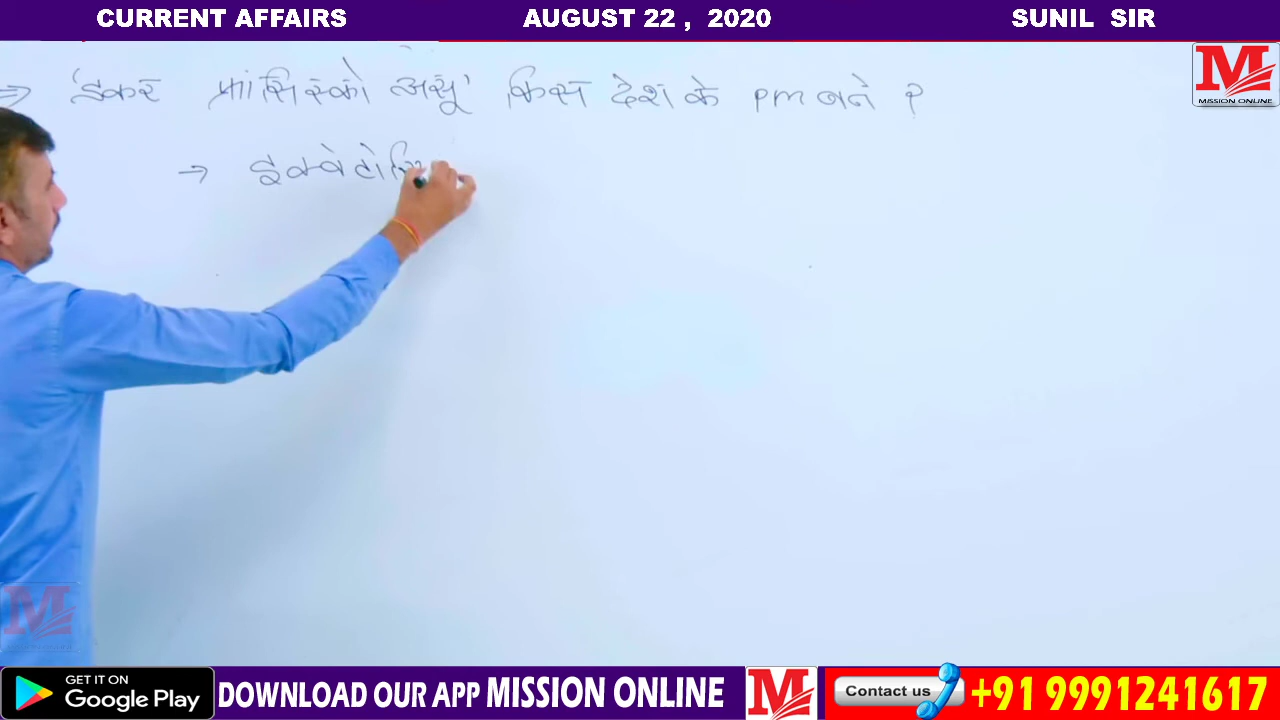 CURRENT AFFAIRS AUGUST 22 , 2020 SUNIL SIR
M
MISSION ONLINE
→ 'इकर फ्रांसिस्को असू' किस देश के PM बने ?
→ इक्वेटोरि
GET IT ON
Google Play
DOWNLOAD OUR APP MISSION ONLINE
M
Contact us
+91 9991241617